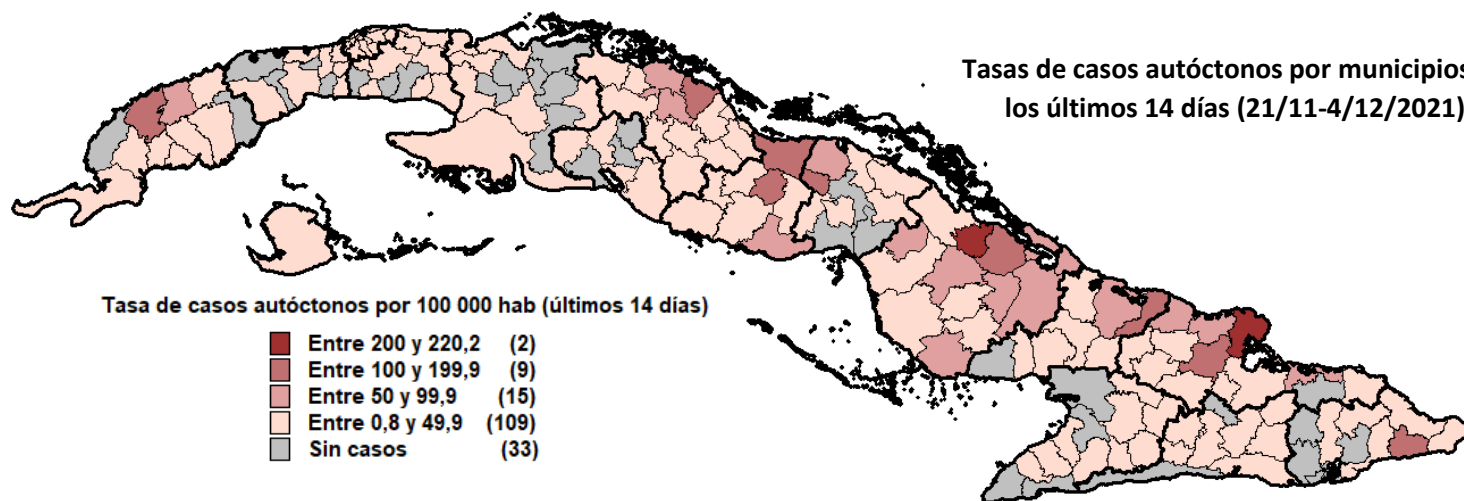 Tasas de casos autóctonos por municipios
los últimos 14 días (21/11-4/12/2021)
Tasa de casos autóctonos por 100 000 hab (últimos 14 días)
Entre 200 y 220,2 (2)
Entre 100 y 199,9 (9)
Entre 50 y 99,9 (15)
Entre 0,8 y 49,9 (109)
Sin casos (33)